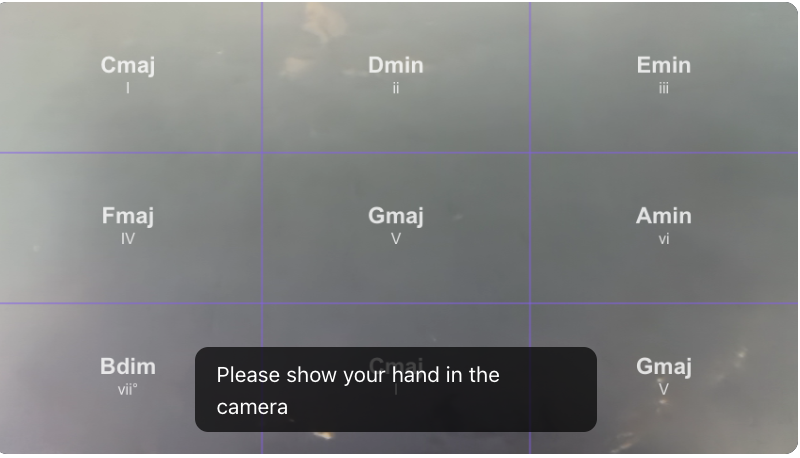 Cmaj
I
Dmin
ii
Emin
iii
Fmaj
IV
Gmaj
V
Amin
vi
Bdim
vii°
Cmaj
I
Gmaj
V
Please show your hand in the
camera